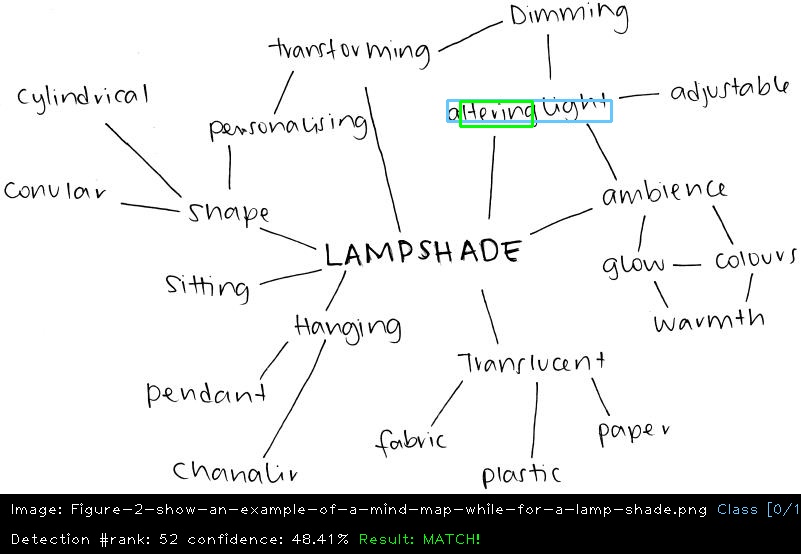 Dimming
transforming
cylindrical
adjustable
altering light
personalising
conular
shape
ambience
LAMPSHADE
glow
colours
sitting
Hanging
warmth
Translucent
pendant
fabric
paper
chanalir
plastic
Image: Figure-2-show-an-example-of-a-mind-map-while-for-a-lamp-shade.png Class [0/1
Detection #rank: 52 confidence: 48.41% Result: MATCH!